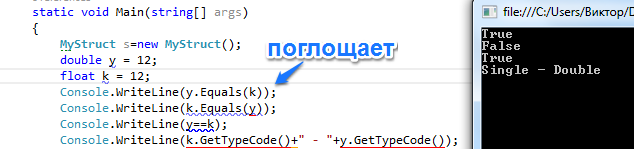 static void Main(string[] args)
{
MyStruct s=new MyStruct();
double y = 12;
float k = 12;
Console.WriteLine(y.Equals(k));
Console.WriteLine(k.Equals(y));
Console.WriteLine(y==k);
Console.WriteLine(k.GetTypeCode()+" - "+y.GetTypeCode());
поглощает
file:///C:/Users/Виктор/D
True
False
True
Single - Double